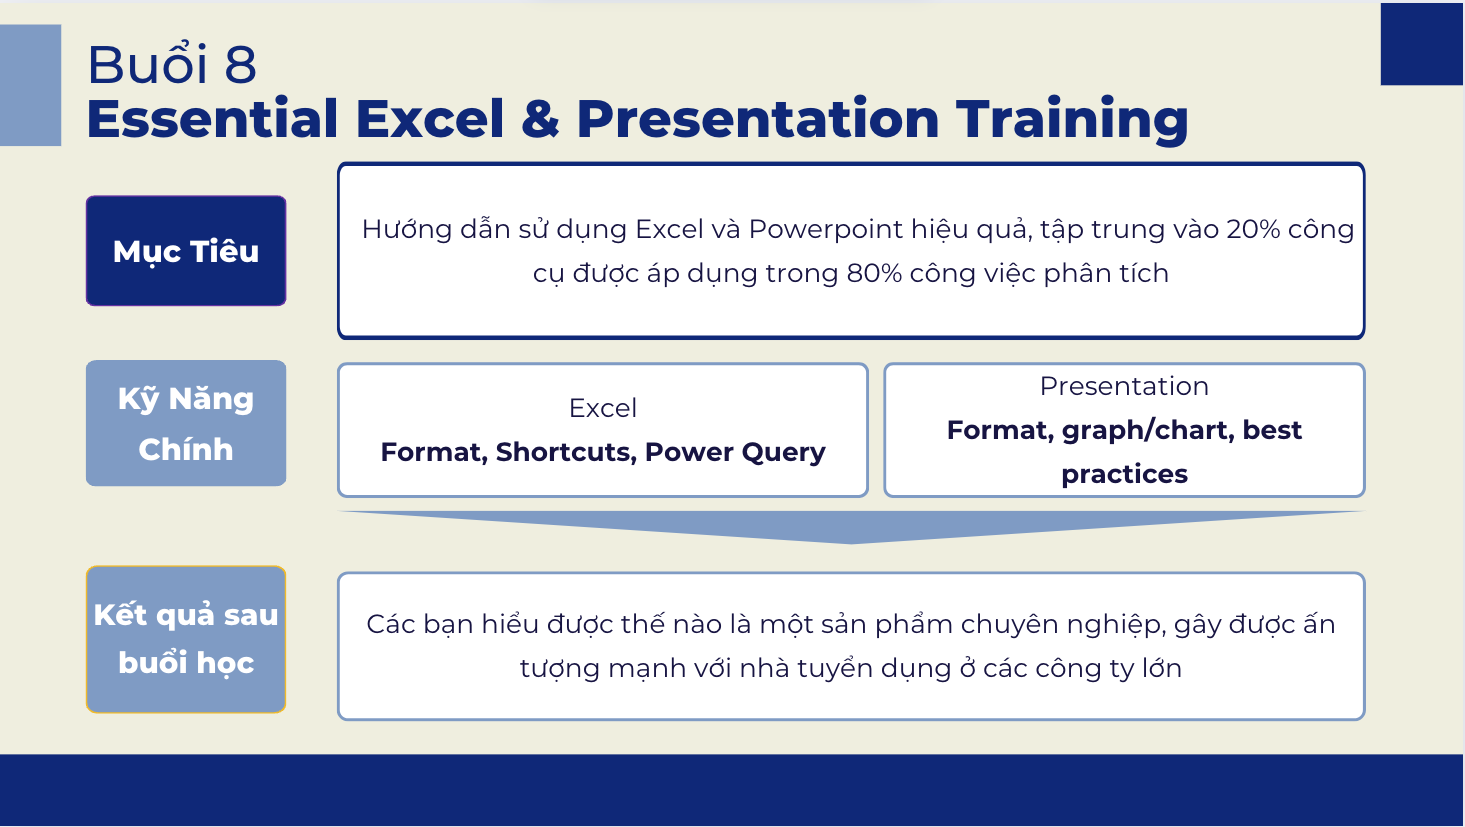 Buổi 8
Essential Excel & Presentation Training
Mục Tiêu
Hướng dẫn sử dụng Excel và Powerpoint hiệu quả, tập trung vào 20% công
cụ được áp dụng trong 80% công việc phân tích
Kỹ Năng
Chính
Excel
Format, Shortcuts, Power Query
Presentation
Format, graph/chart, best
practices
Kết quả sau
buổi học
Các bạn hiểu được thế nào là một sản phẩm chuyên nghiệp, gây được ấn
tượng mạnh với nhà tuyển dụng ở các công ty lớn